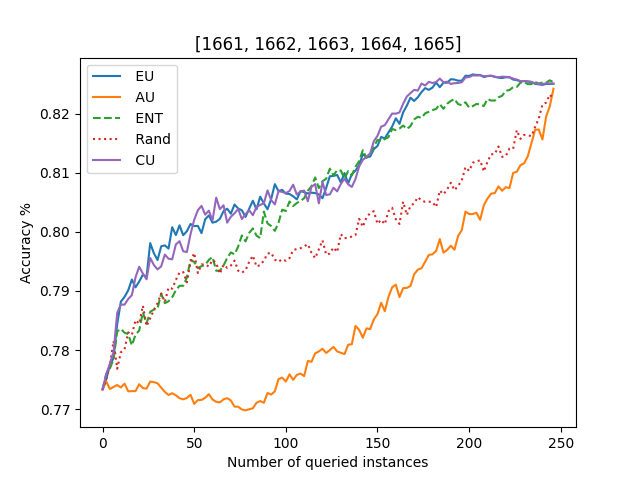 [1661, 1662, 1663, 1664, 1665]
EU
AU
ENT
Rand
CU
Accuracy %
0.82
0.81
0.80
0.79
0.78
0.77
0
50
100
150
200
250
Number of queried instances